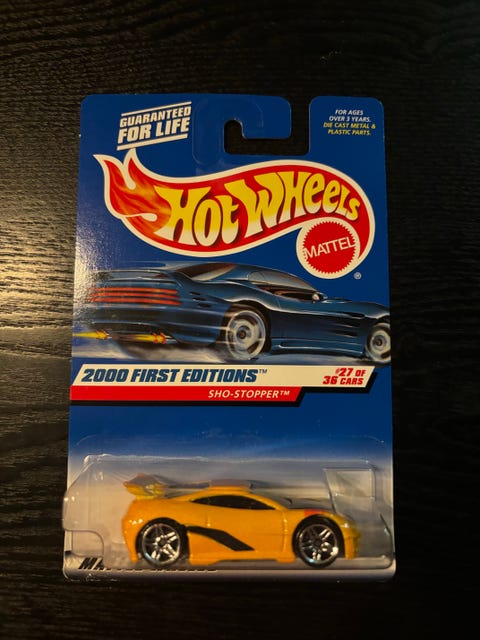 GUARANTEED
FOR LIFE
FOR AGES
OVER 3 YEARS.
DIE CAST METAL &
PLASTIC PARTS.
HOT WHEELS
MATTEL
®
2000 FIRST EDITIONS™
#27 OF
36 CARS
SHO-STOPPER™